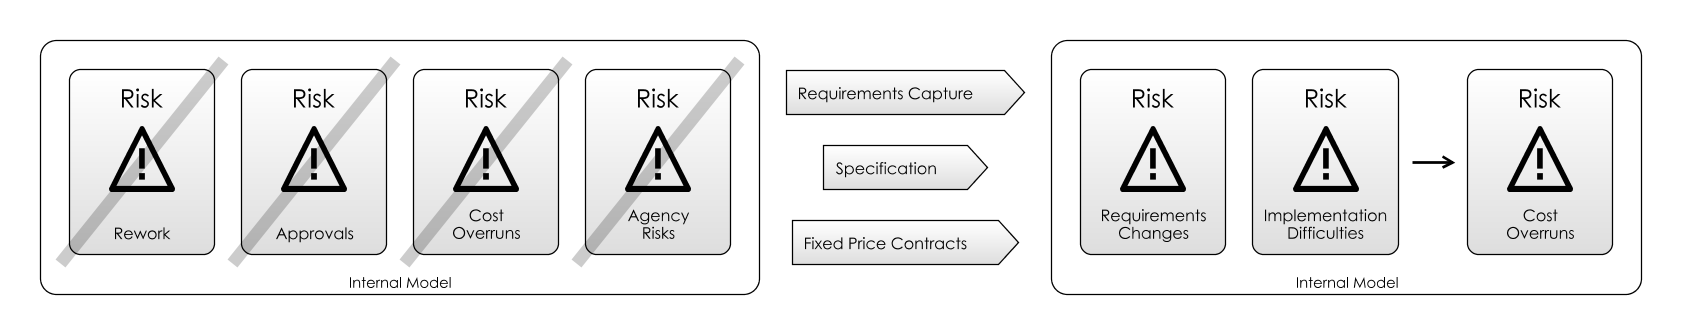 Risk
Rework
Risk
Approvals
Risk
Cost
Overruns
Risk
Agency
Risks
Internal Model
Requirements Capture
Specification
Fixed Price Contracts
Risk
Requirements
Changes
Risk
Implementation
Difficulties
Risk
Cost
Overruns
Internal Model